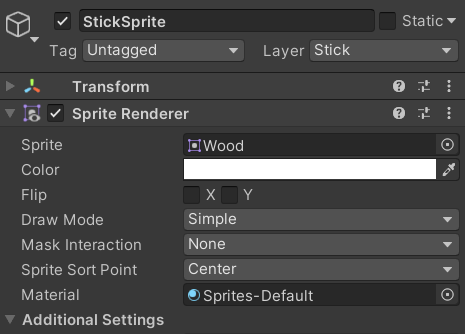 StickSprite Static
Tag Untagged Layer Stick
Transform
Sprite Renderer
Sprite Wood
Color
Flip X Y
Draw Mode Simple
Mask Interaction None
Sprite Sort Point Center
Material Sprites-Default
Additional Settings